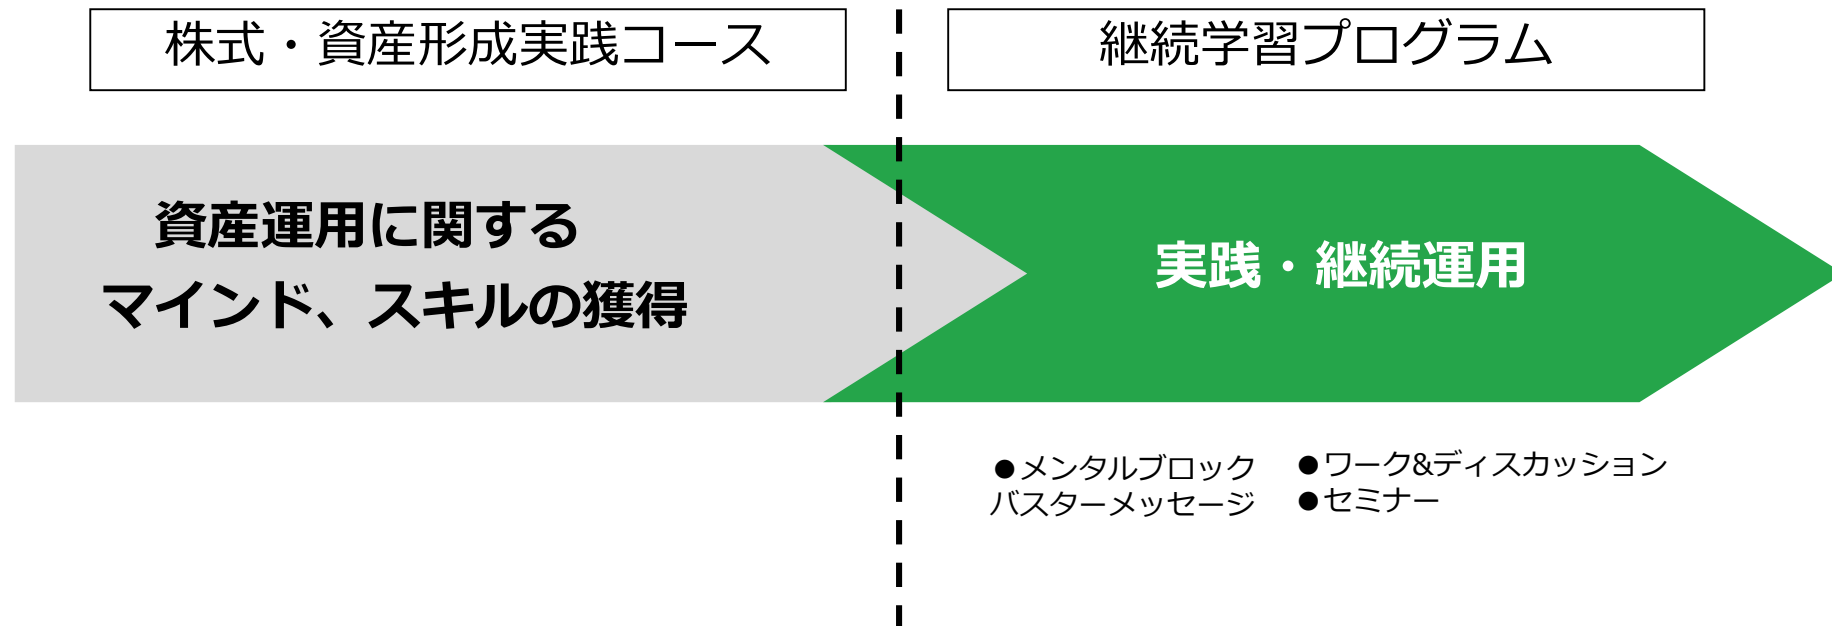 株式・資産形成実践コース
継続学習プログラム
資産運用に関する
マインド、スキルの獲得
実践・継続運用
●メンタルブロック
バスターメッセージ
●ワーク&ディスカッション
●セミナー